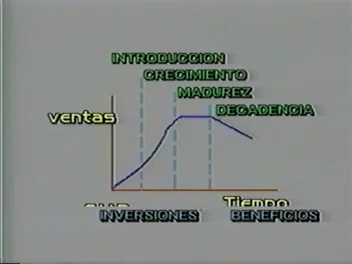 INTRODUCCION
CRECIMIENTO
MADUREZ
DECADENCIA
ventas
Tiempo
INVERSIONES
BENEFICIOS